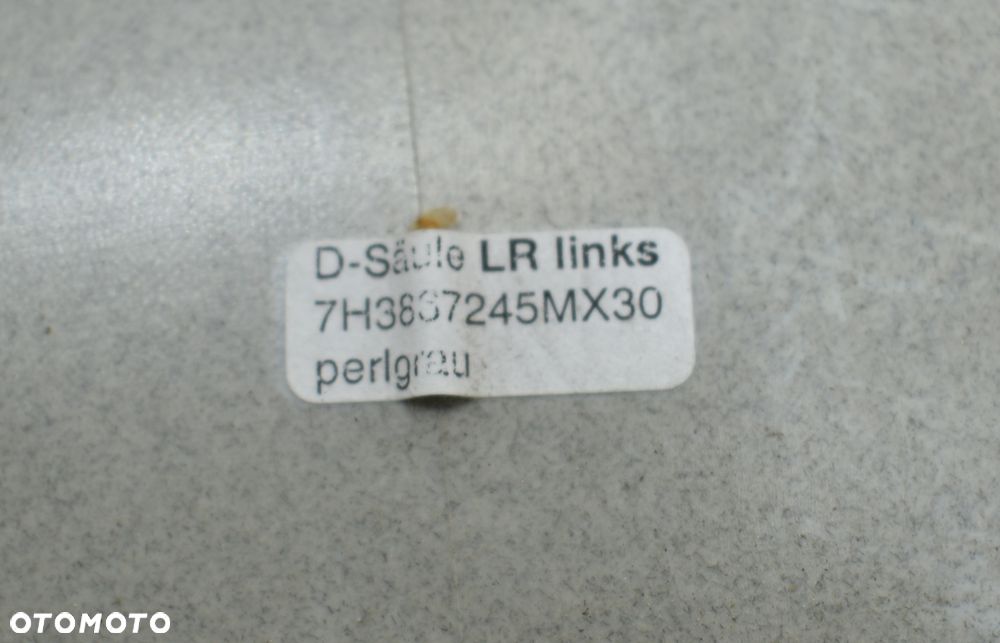 D-Säule LR links
7H3867245MX30
perlgrau
OTOMOTO